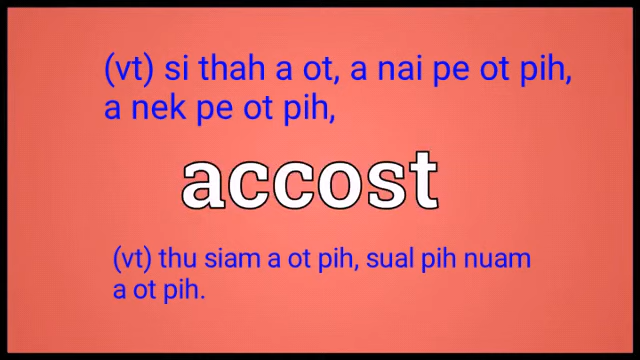 (vt) si thah a ot, a nai pe ot pih,
a nek pe ot pih,
accost
(vt) thu siam a ot pih, sual pih nuam
a ot pih.